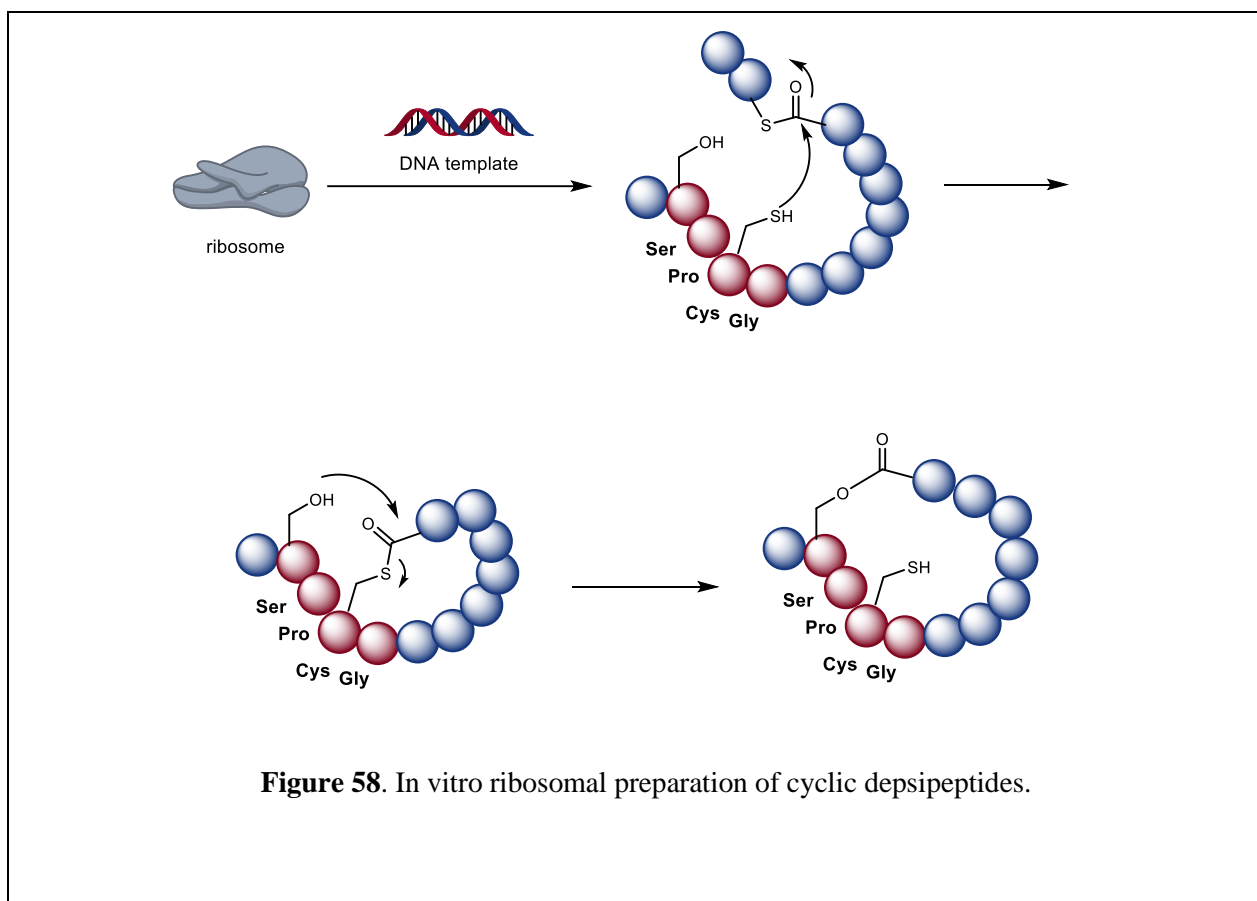 O
S
OH
DNA template
SH
ribosome
Ser
Pro
Cys Gly
O
OH
O
O
S
SH
Ser
Pro
Cys Gly
Ser
Pro
Cys Gly
Figure 58. In vitro ribosomal preparation of cyclic depsipeptides.